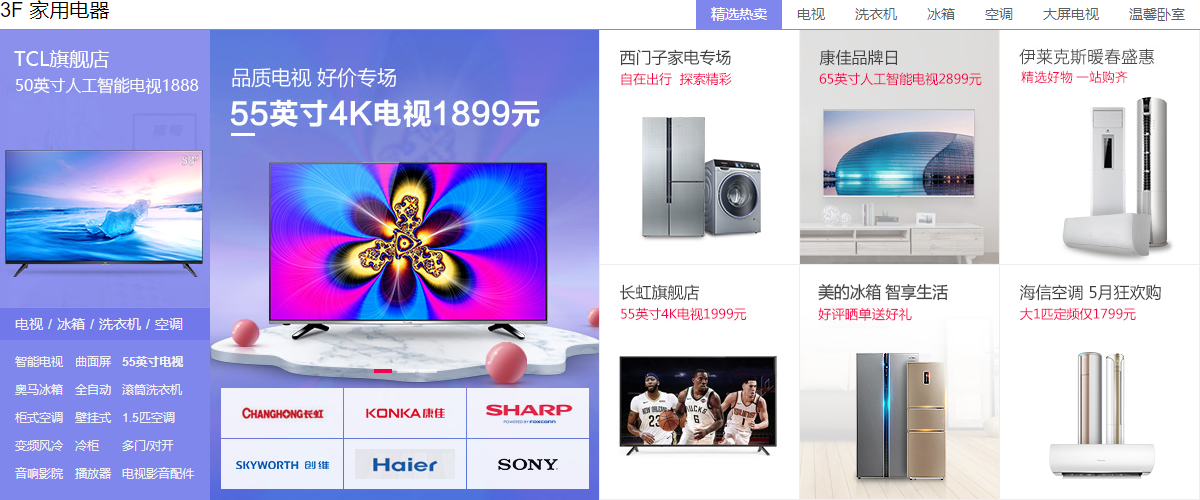 3F 家用电器
精选热卖 电视 洗衣机 冰箱 空调 大屏电视 温馨卧室
TCL旗舰店
50英寸人工智能电视1888
电视 / 冰箱 / 洗衣机 / 空调
智能电视 曲面屏 55英寸电视
奥马冰箱 全自动 滚筒洗衣机
柜式空调 壁挂式 1.5匹空调
变频风冷 冷柜 多门/对开
音响影院 播放器 电视影音配件
品质电视 好价专场
55英寸4K电视1899元
CHANGHONG长虹
KONKA康佳
SHARP
POWERED BY FOXCONN
SKYWORTH 创维
Haier
SONY
西门子家电专场
自在出行 探索精彩
康佳品牌日
65英寸人工智能电视2899元
伊莱克斯暖春盛惠
精选好物 一站购齐
长虹旗舰店
55英寸4K电视1999元
NEW ORLEANS
23
BUCKS
6
1
美的冰箱 智享生活
好评晒单送好礼
海信空调 5月狂欢购
大1匹定频仅1799元